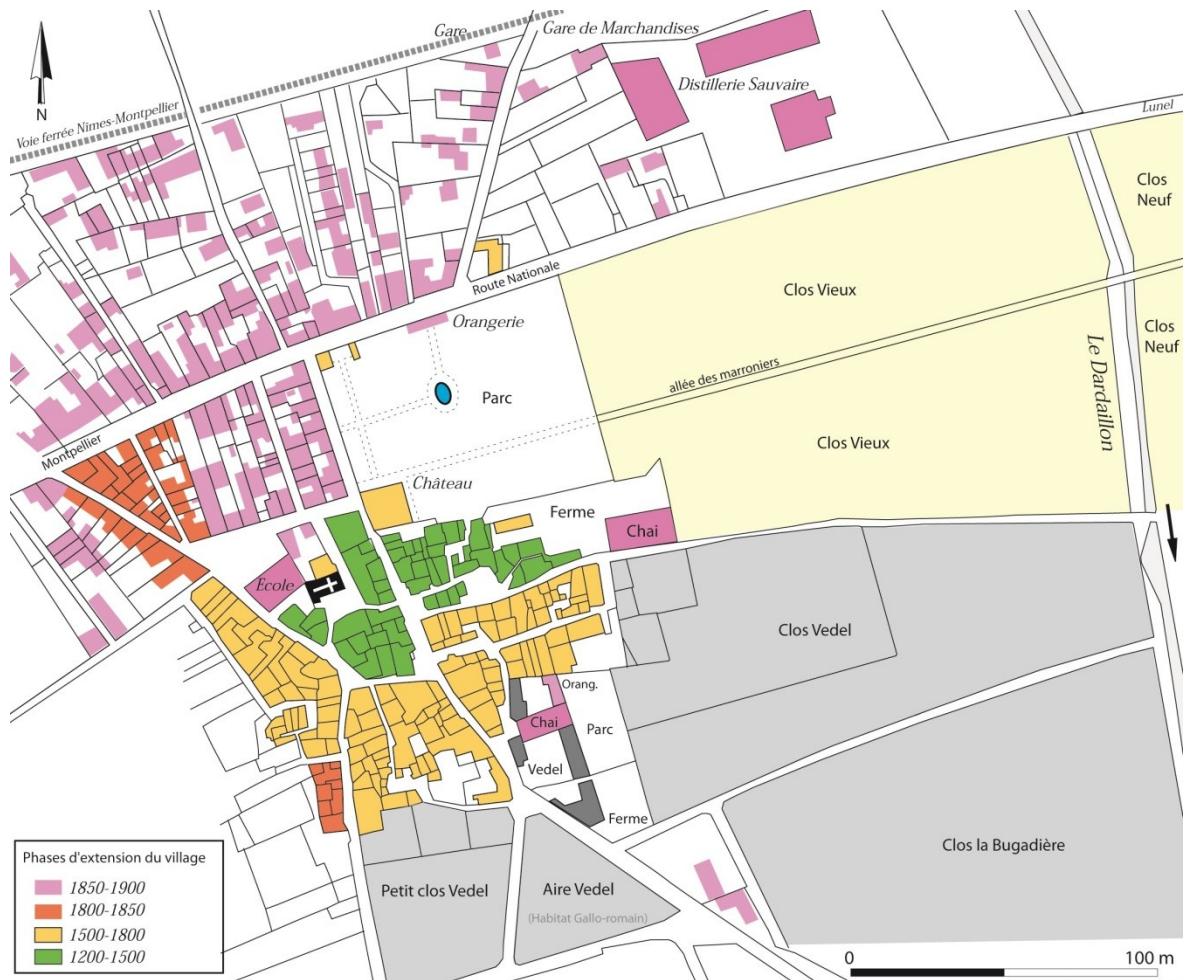 Gare
Gare de Marchandises
Distillerie Sauvaire
N
Voie ferrée Nîmes-Montpellier
Lunel
Clos
Neuf
Route Nationale
Clos Vieux
Orangerie
Clos
Neuf
Le Dardaillon
allée des marroniers
Parc
Montpellier
Clos Vieux
Château
Ferme
Chai
Ecole
Clos Vedel
Orang.
Chai
Parc
Vedel
Ferme
Clos la Bugadière
Phases d'extension du village
1850-1900
1800-1850
1500-1800
1200-1500
Petit clos Vedel
Aire Vedel
(Habitat Gallo-romain)
0
100 m